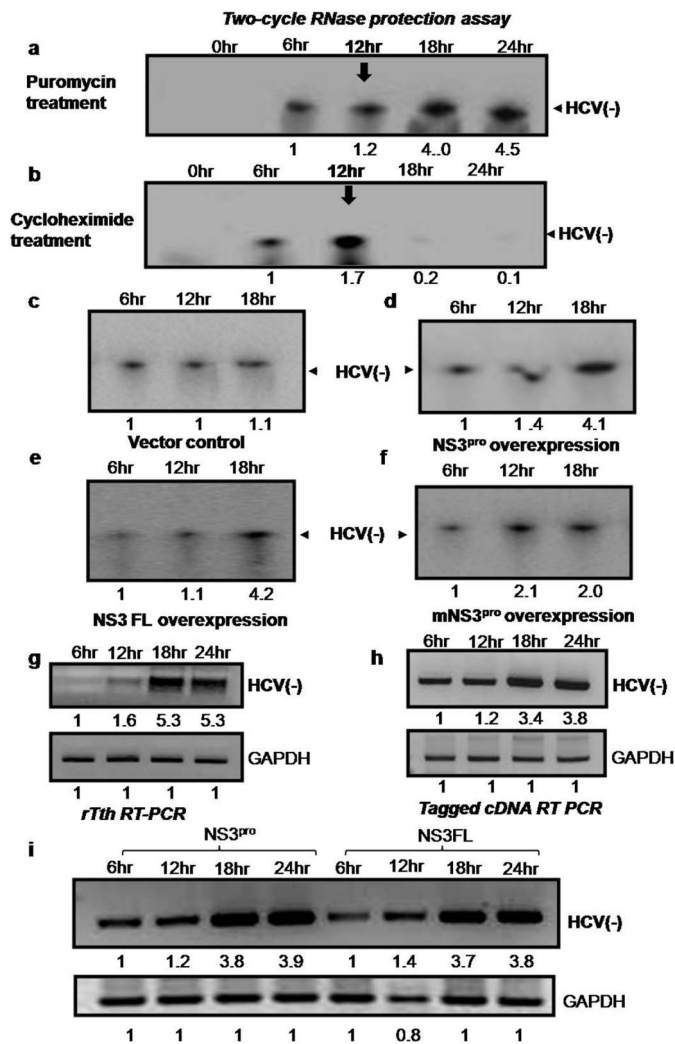 Two-cycle RNase protection assay
a 0hr 6hr 12hr 18hr 24hr
Puromycin treatment
HCV(-)
1 1.2 4..0 4.5
b 0hr 6hr 12hr 18hr 24hr
Cycloheximide treatment
HCV(-)
1 1.7 0.2 0.1
c 6hr 12hr 18hr
d 6hr 12hr 18hr
HCV(-)
1 1 1.1
Vector control
1 1.4 4.1
NS3pro overexpression
e 6hr 12hr 18hr
f 6hr 12hr 18hr
HCV(-)
1 1.1 4.2
NS3 FL overexpression
1 2.1 2.0
mNS3pro overexpression
g 6hr 12hr 18hr 24hr
HCV(-)
1 1.6 5.3 5.3
GAPDH
1 1 1 1
rTth RT-PCR
h 6hr 12hr 18hr 24hr
HCV(-)
1 1.2 3.4 3.8
GAPDH
1 1 1 1
Tagged cDNA RT PCR
i NS3pro NS3FL
6hr 12hr 18hr 24hr 6hr 12hr 18hr 24hr
HCV(-)
1 1.2 3.8 3.9 1 1.4 3.7 3.8
GAPDH
1 1 1 1 1 0.8 1 1